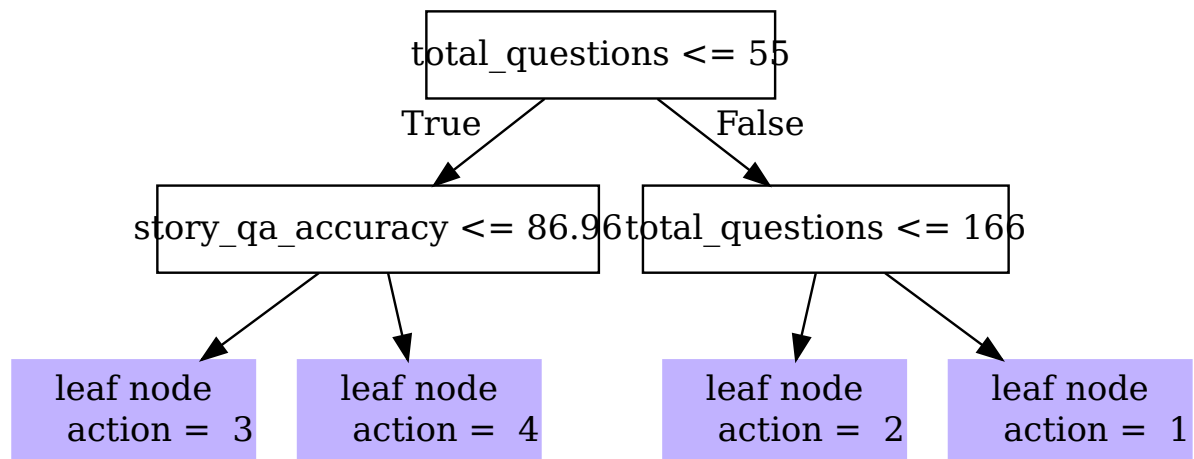 total_questions <= 55
True
False
story_qa_accuracy <= 86.96
total_questions <= 166
leaf node
action =  3
leaf node
action =  4
leaf node
action =  2
leaf node
action =  1